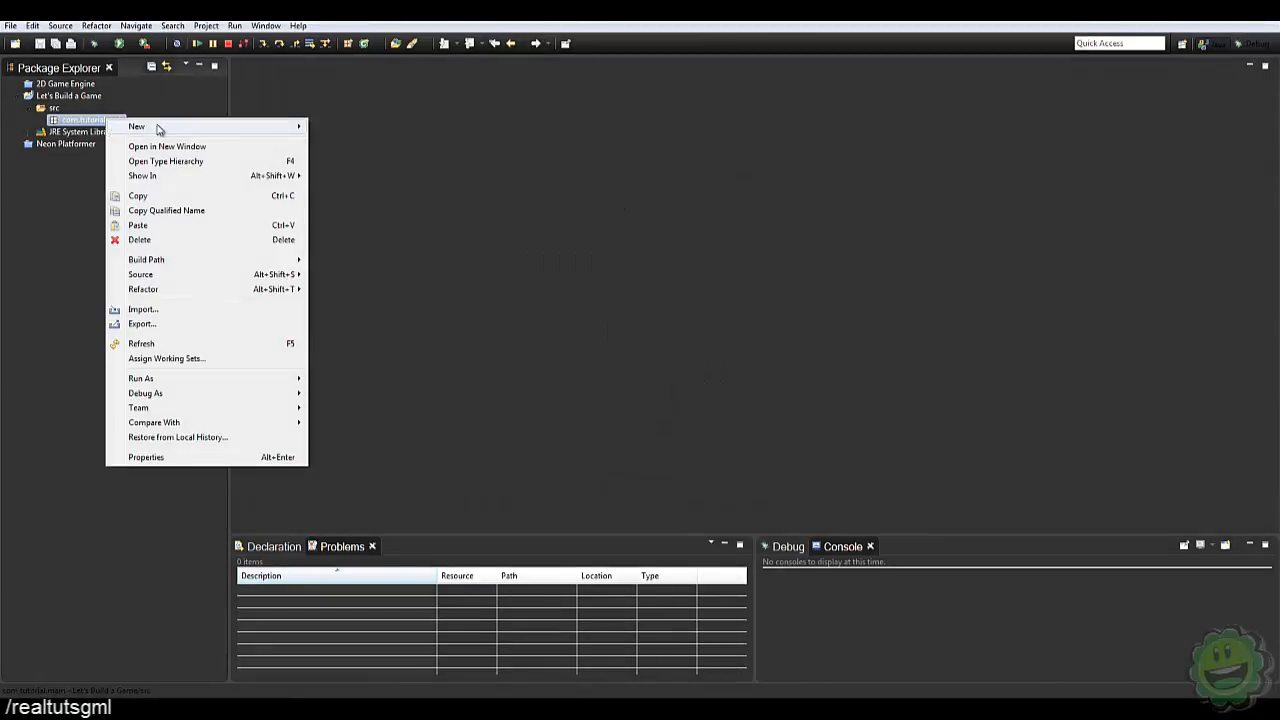 File Edit Source Refactor Navigate Search Project Run Window Help
Quick Access
Java
Debug
Package Explorer
2D Game Engine
Let's Build a Game
src
com.tutorial
JRE System Libra
Neon Platformer
New
Open in New Window
Open Type Hierarchy F4
Show In Alt+Shift+W
Copy Ctrl+C
Copy Qualified Name
Paste Ctrl+V
Delete Delete
Build Path
Source Alt+Shift+S
Refactor Alt+Shift+T
Import...
Export...
Refresh F5
Assign Working Sets...
Run As
Debug As
Team
Compare With
Restore from Local History...
Properties Alt+Enter
Declaration Problems
0 items
Description Resource Path Location Type
Debug Console
No consoles to display at this time.
com.tutorial.main - Let's Build a Game/src
/realtutsgml